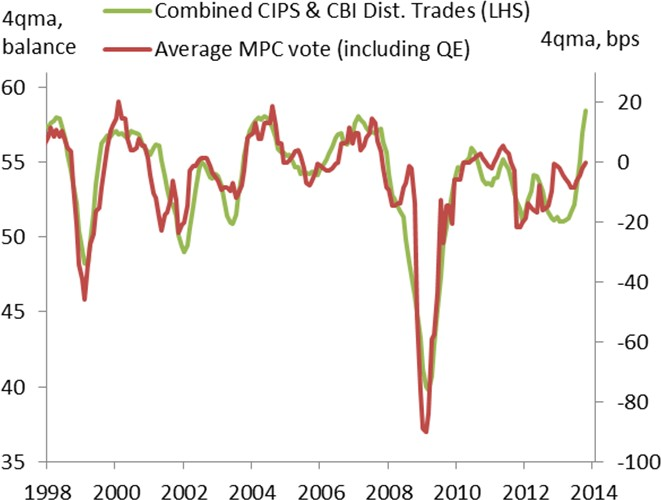 4qma,
balance
Combined CIPS & CBI Dist. Trades (LHS)
Average MPC vote (including QE)
4qma, bps
60
55
50
45
40
35
20
0
-20
-40
-60
-80
-100
1998 2000 2002 2004 2006 2008 2010 2012 2014